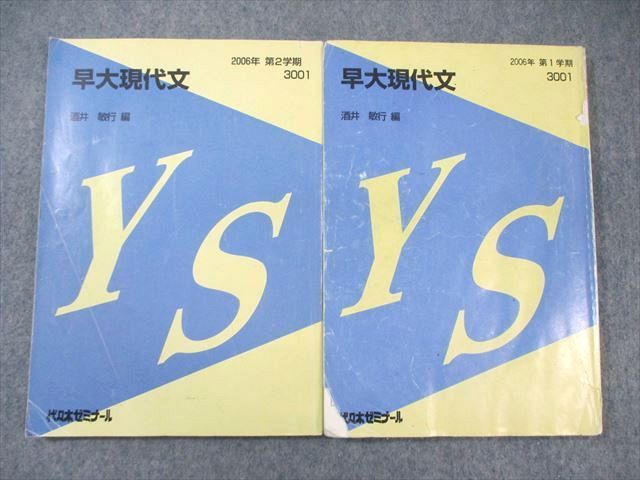 2006年 第2学期
3001
早大現代文
酒井 敏行 編
YS
代々木ゼミナール
2006年 第1学期
3001
早大現代文
酒井 敏行 編
YS
代々木ゼミナール